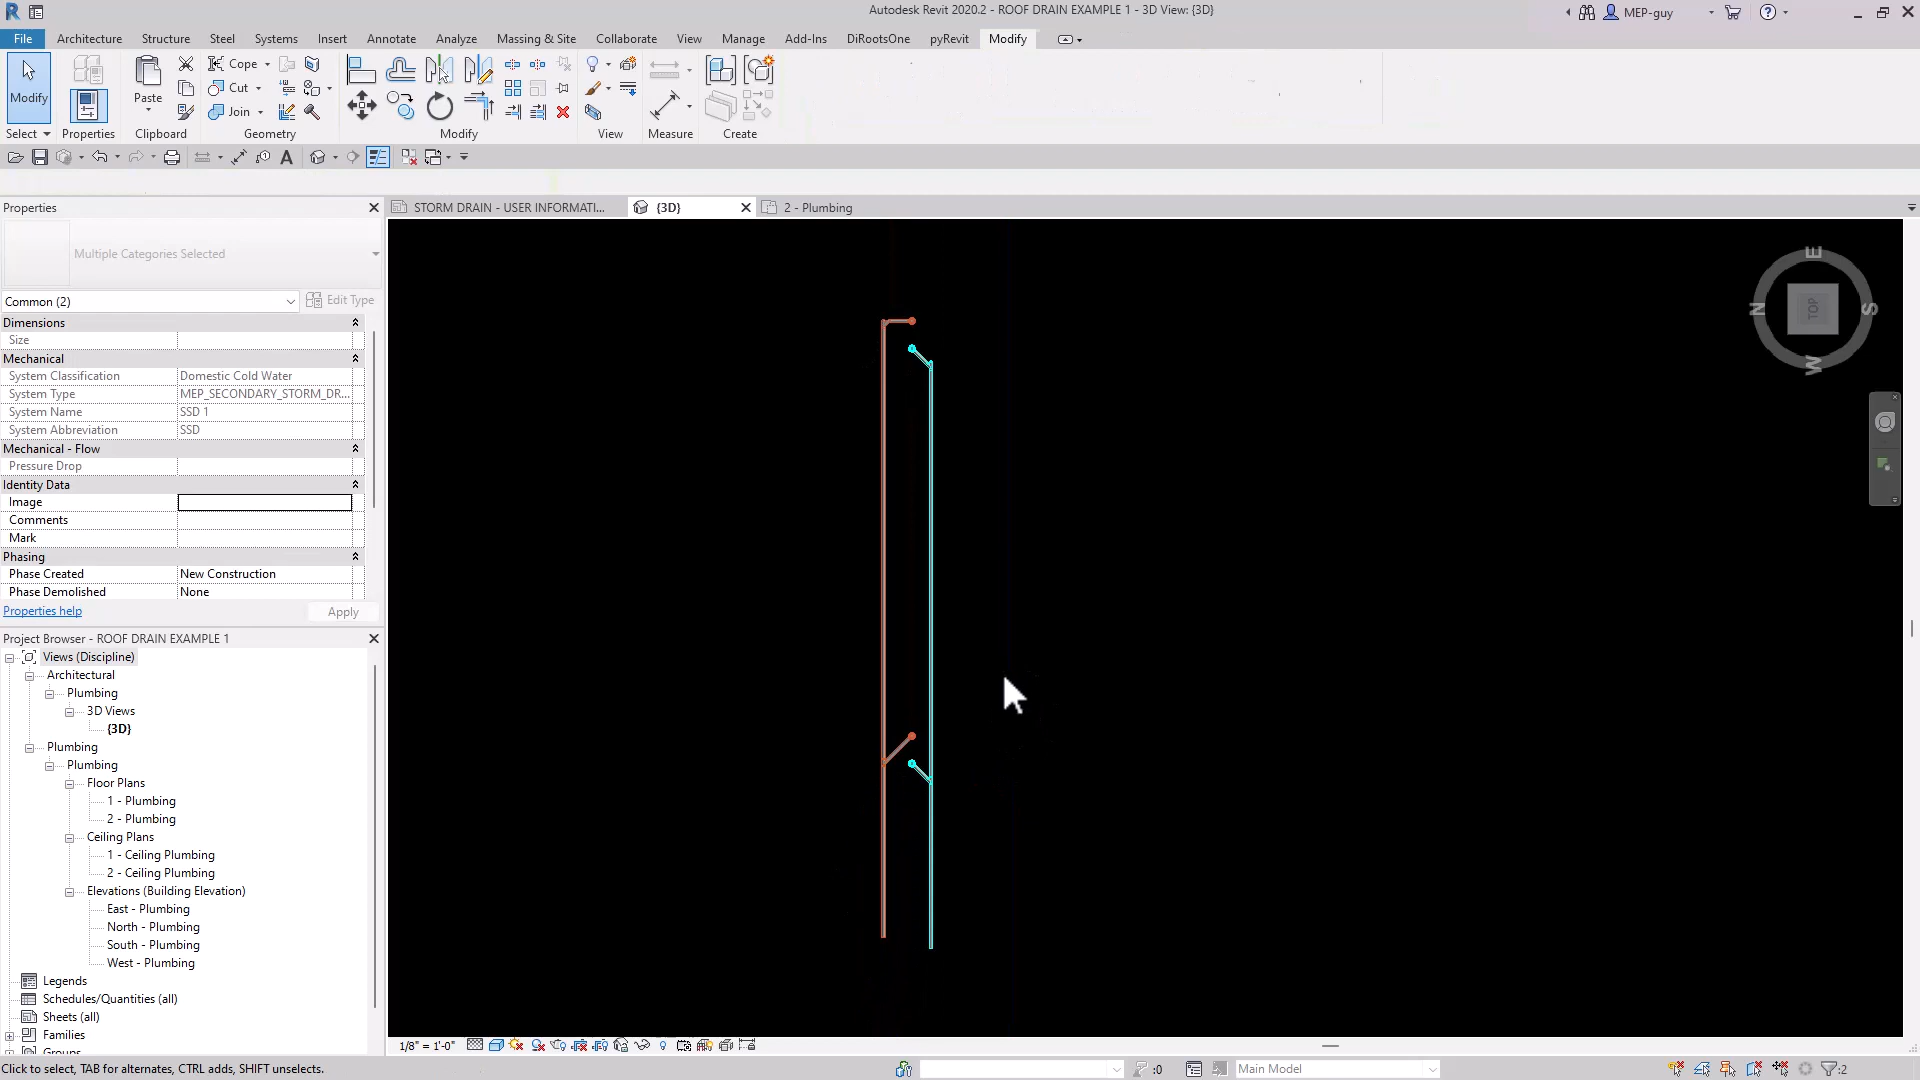 Autodesk Revit 2020.2 - ROOF DRAIN EXAMPLE 1 - 3D View: {3D}
MEP-guy
File Architecture Structure Steel Systems Insert Annotate Analyze Massing & Site Collaborate View Manage Add-Ins DiRootsOne pyRevit Modify
Cope
Cut
Modify Paste
Join
Select Properties Clipboard Geometry Modify View Measure Create
Properties
STORM DRAIN - USER INFORMATI... {3D} 2 - Plumbing
Multiple Categories Selected
Common (2) Edit Type
Dimensions
Size
Mechanical
System Classification Domestic Cold Water
System Type MEP_SECONDARY_STORM_DR...
System Name SSD 1
System Abbreviation SSD
Mechanical - Flow
Pressure Drop
Identity Data
Image
Comments
Mark
Phasing
Phase Created New Construction
Phase Demolished None
Properties help Apply
Project Browser - ROOF DRAIN EXAMPLE 1
Views (Discipline)
Architectural
Plumbing
3D Views
{3D}
Plumbing
Plumbing
Floor Plans
1 - Plumbing
2 - Plumbing
Ceiling Plans
1 - Ceiling Plumbing
2 - Ceiling Plumbing
Elevations (Building Elevation)
East - Plumbing
North - Plumbing
South - Plumbing
West - Plumbing
Legends
Schedules/Quantities (all)
Sheets (all)
Families
Groups
E
N TOP S
W
1/8" = 1'-0"
Click to select, TAB for alternates, CTRL adds, SHIFT unselects. :0 Main Model :2